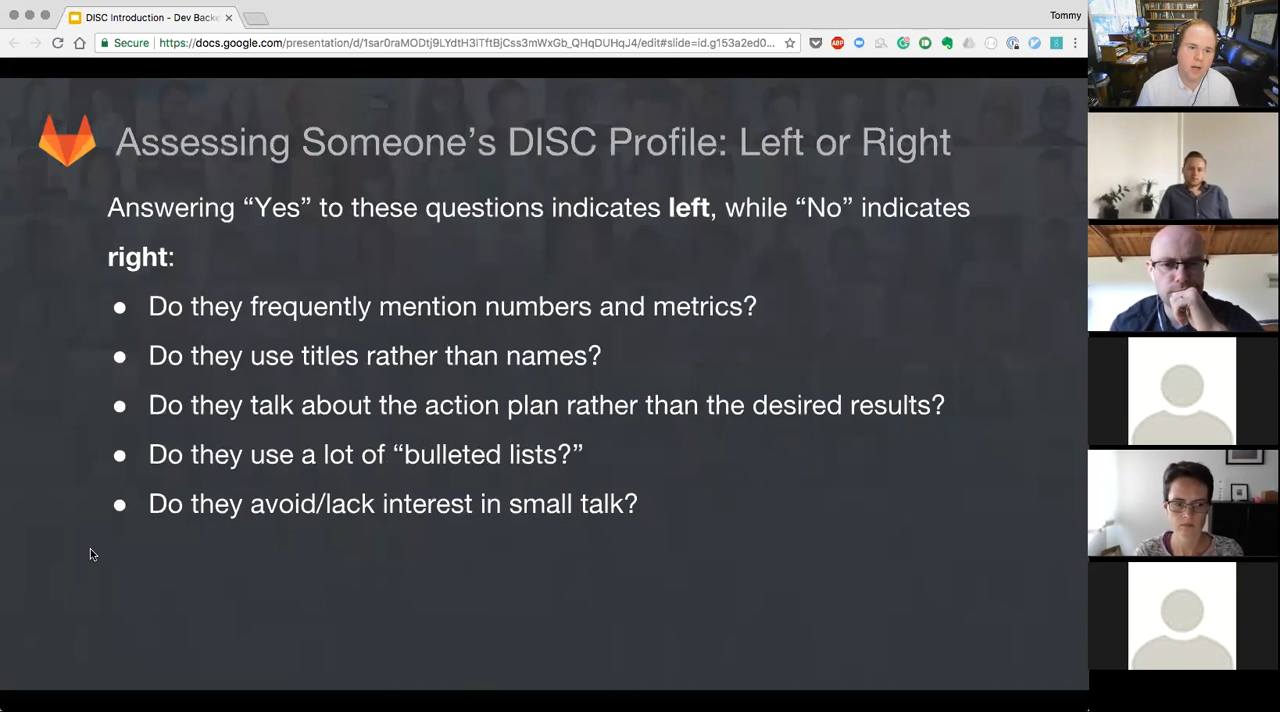 DISC Introduction - Dev Backe
Tommy
Secure
https://docs.google.com/presentation/d/1sar0raMzDtj9LYdtH3iTftBjCss3mWxGb_QHqDUHqJ4/edit#slide=id.g153a2ed0...
ABP
Assessing Someone’s DISC Profile: Left or Right
Answering “Yes” to these questions indicates left, while “No” indicates
right:
● Do they frequently mention numbers and metrics?
● Do they use titles rather than names?
● Do they talk about the action plan rather than the desired results?
● Do they use a lot of “bulleted lists?”
● Do they avoid/lack interest in small talk?